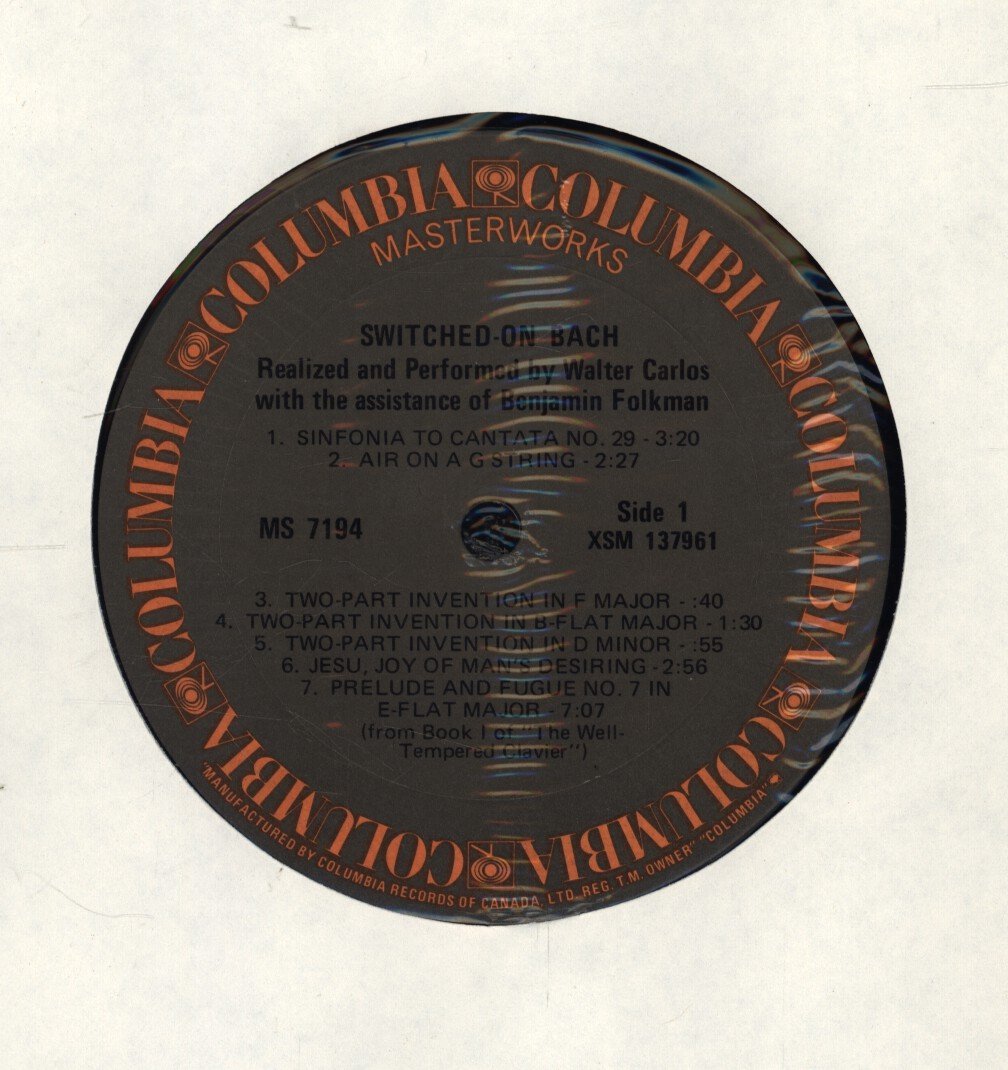 COLUMBIA COLUMBIA COLUMBIA COLUMBIA COLUMBIA COLUMBIA COLUMBIA COLUMBIA
MASTERWORKS
SWITCHED-ON BACH
Realized and Performed by Walter Carlos
with the assistance of Benjamin Folkman
1. SINFONIA TO CANTATA NO. 29 - 3:20
2. AIR ON A G STRING - 2:27
MS 7194
Side 1
XSM 137961
3. TWO-PART INVENTION IN F MAJOR - :40
4. TWO-PART INVENTION IN B-FLAT MAJOR - 1:30
5. TWO-PART INVENTION IN D MINOR - :55
6. JESU, JOY OF MAN'S DESIRING - 2:56
7. PRELUDE AND FUGUE NO. 7 IN
E-FLAT MAJOR - 7:07
(from Book I of "The Well-
Tempered Clavier")
"MANUFACTURED BY COLUMBIA RECORDS OF CANADA, LTD. REG. T.M. OWNER" "COLUMBIA"